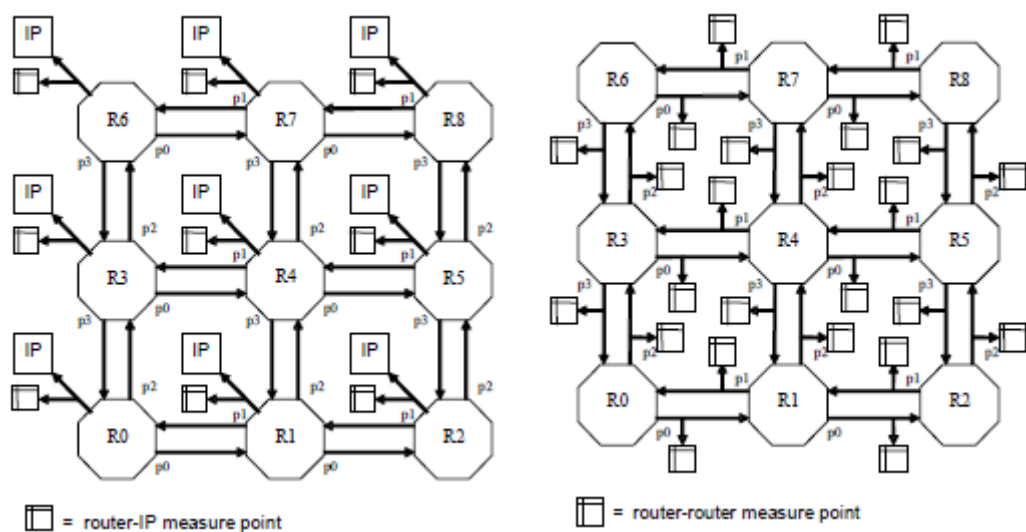 IP IP IP
p1 p1
R6 R7 R8
p0 p0
p3 p3 p3
IP IP IP
p2 p2 p2
p1 p1
R3 R4 R5
p0 p0
p3 p3 p3
IP IP IP
p2 p2 p2
p1 p1
R0 R1 R2
p0 p0
= router-IP measure point
p1 p1
R6 R7 R8
p0 p0
p3 p3 p3
p2 p2 p2
p1 p1
R3 R4 R5
p0 p0
p3 p3 p3
p2 p2 p2
p1 p1
R0 R1 R2
p0 p0
= router-router measure point